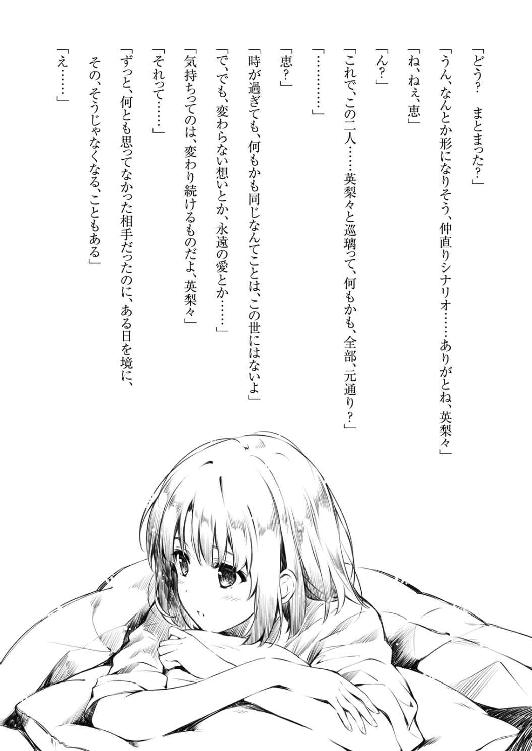 「どう？　まとまった？」
「うん、なんとか形になりそう、仲直りシナリオ……ありがとね、英梨々」
「ね、ねぇ、恵」
「ん？」
「これで、この二人……英梨々と巡璃って、何もかも、全部、元通り？」
「…………」
「恵？」
「時が過ぎても、何もかも同じなんてことは、この世にはないよ」
「で、でも、変わらない想いとか、永遠の愛とか……」
「気持ちってのは、変わり続けるものだよ、英梨々」
「それって……」
「ずっと、何とも思ってなかった相手だったのに、ある日を境に、
その、そうじゃなくなる、こともある」
「え……」